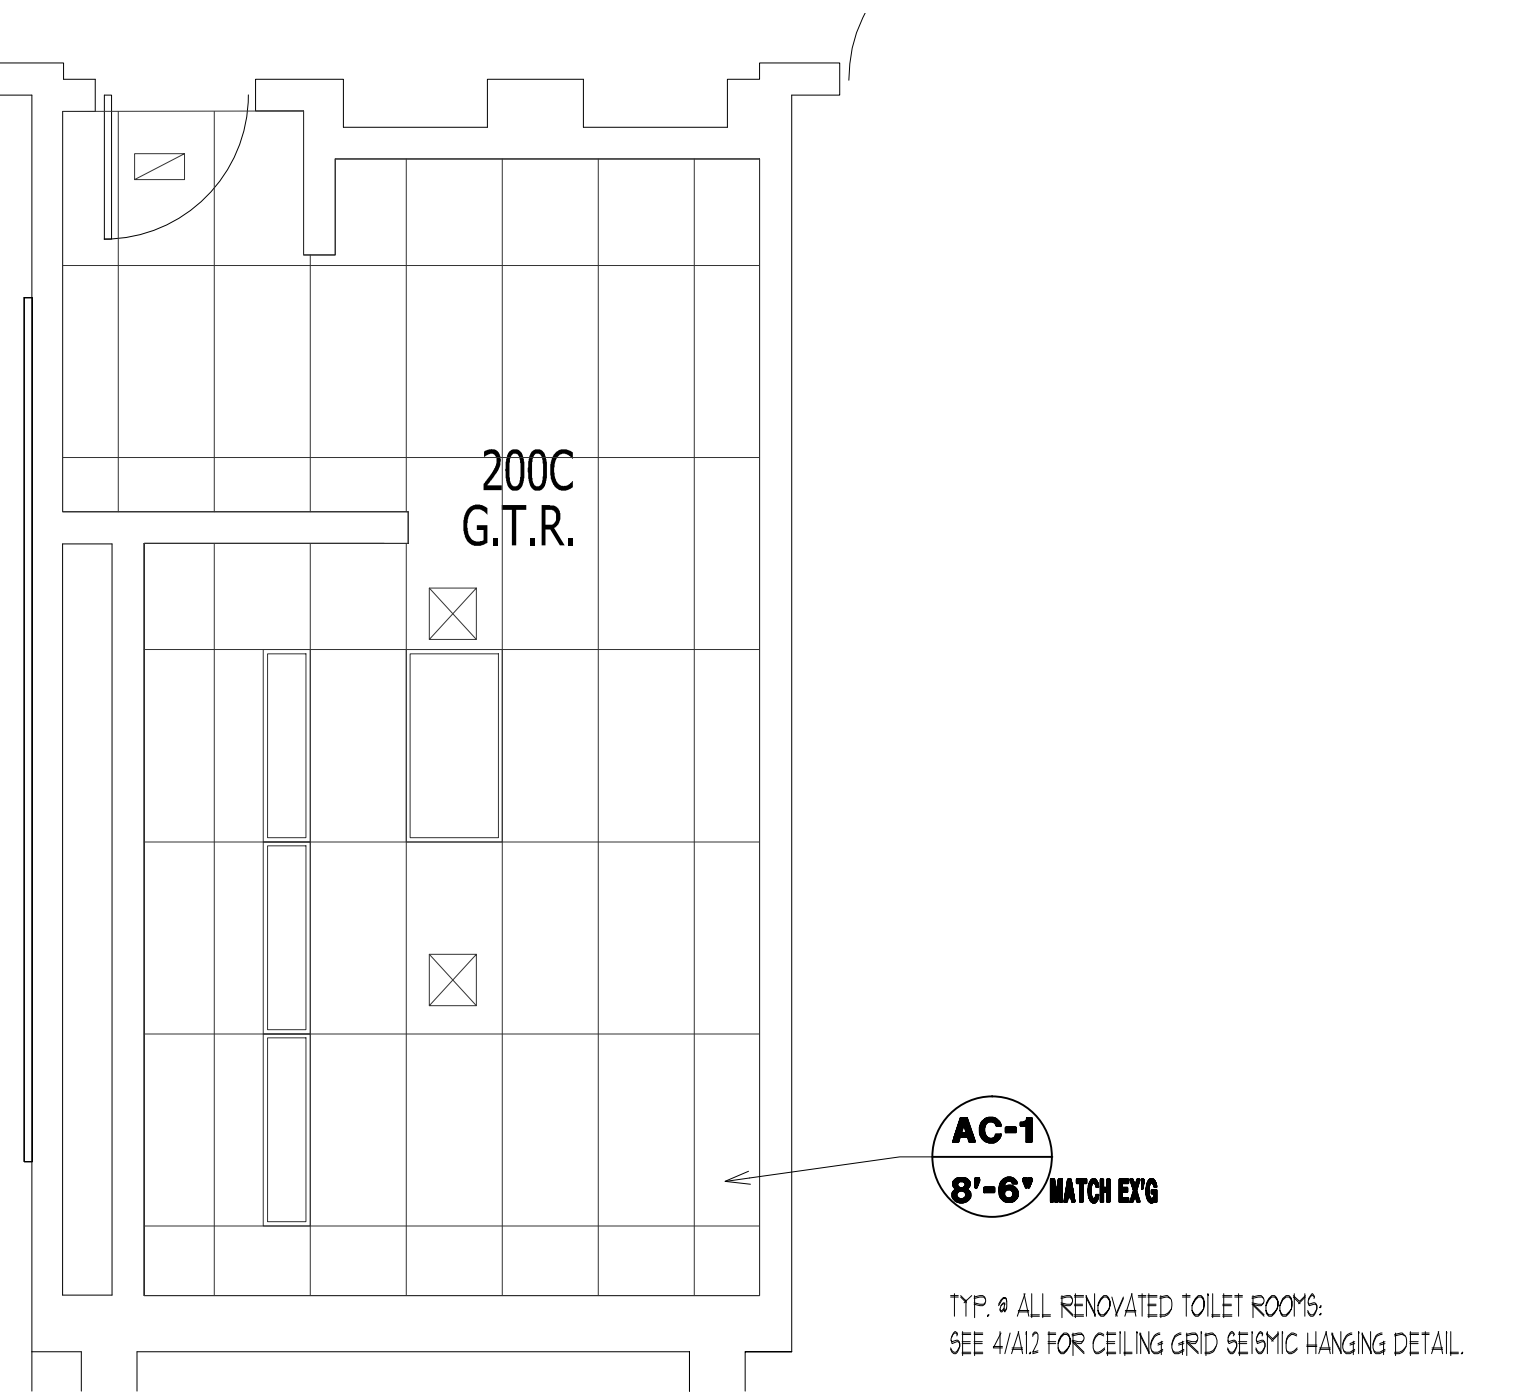 200C
G.T.R.
AC-1
8'-6" MATCH EX'G
TYP. @ ALL RENOVATED TOILET ROOMS:
SEE 4/A1.2 FOR CEILING GRID SEISMIC HANGING DETAIL.